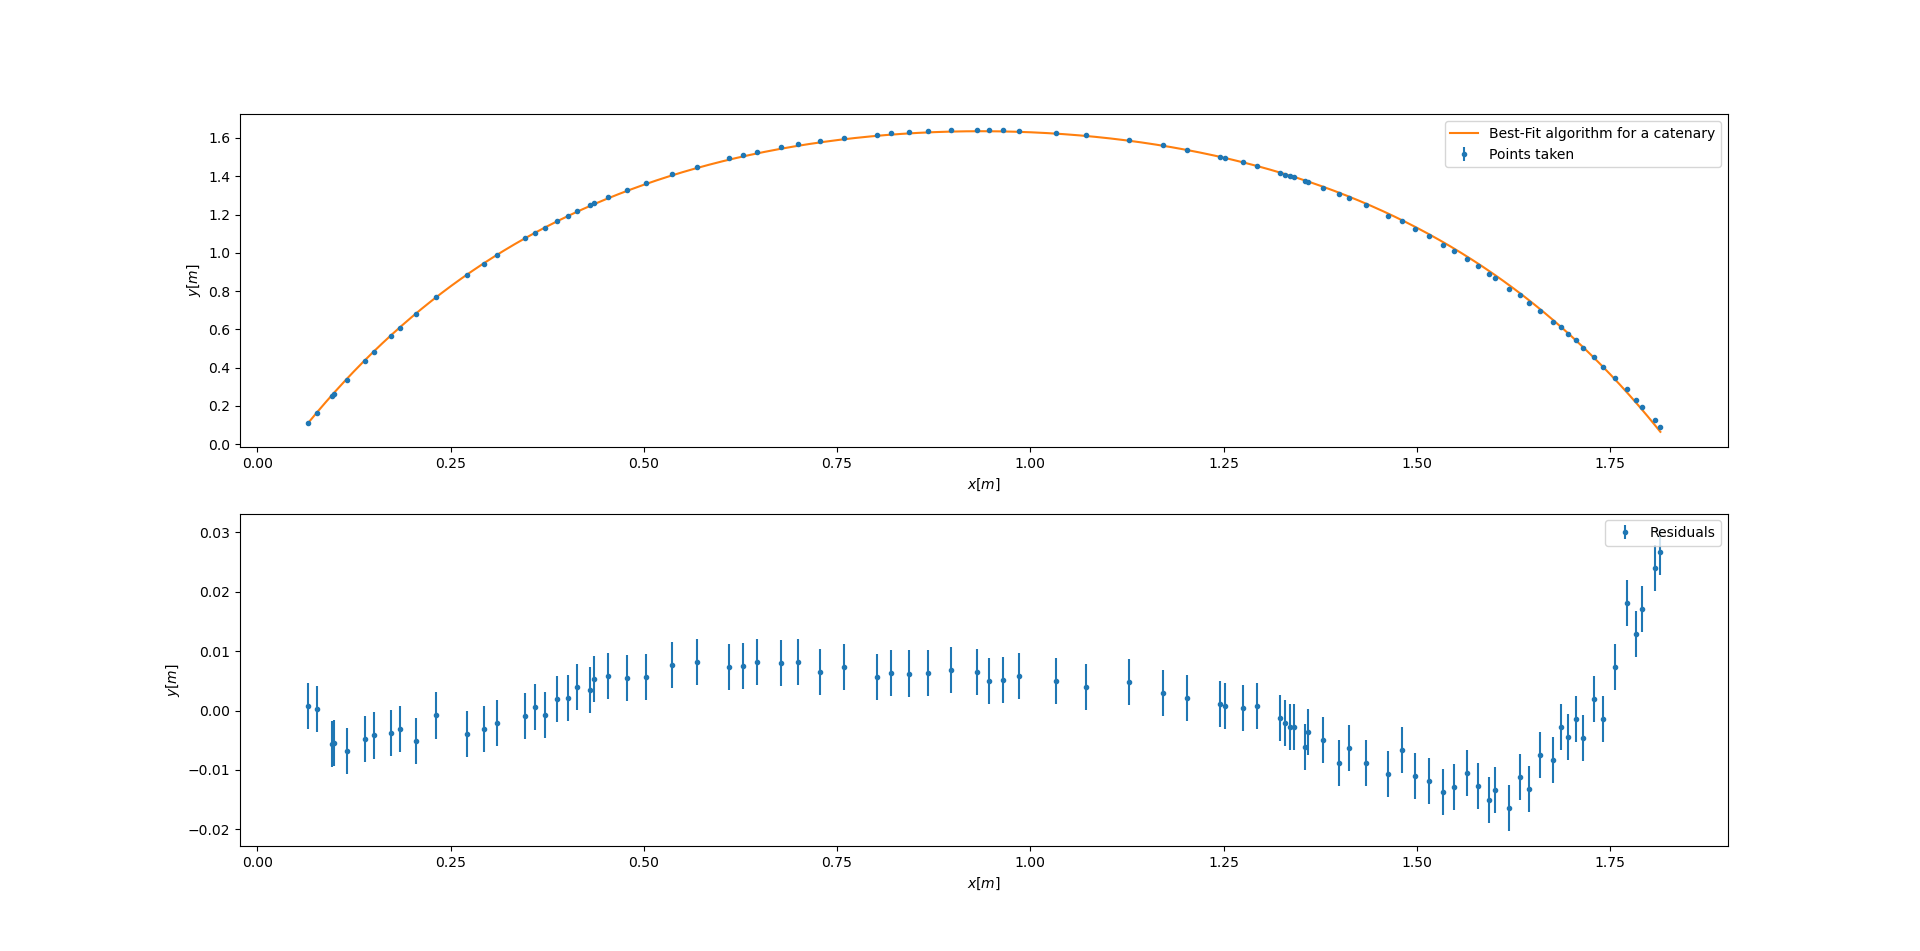 1.6
1.4
1.2
1.0
0.8
0.6
0.4
0.2
0.0
y[m]
Best-Fit algorithm for a catenary
Points taken
0.00 0.25 0.50 0.75 1.00 1.25 1.50 1.75
x[m]
0.03
0.02
0.01
0.00
−0.01
−0.02
y[m]
Residuals
0.00 0.25 0.50 0.75 1.00 1.25 1.50 1.75
x[m]